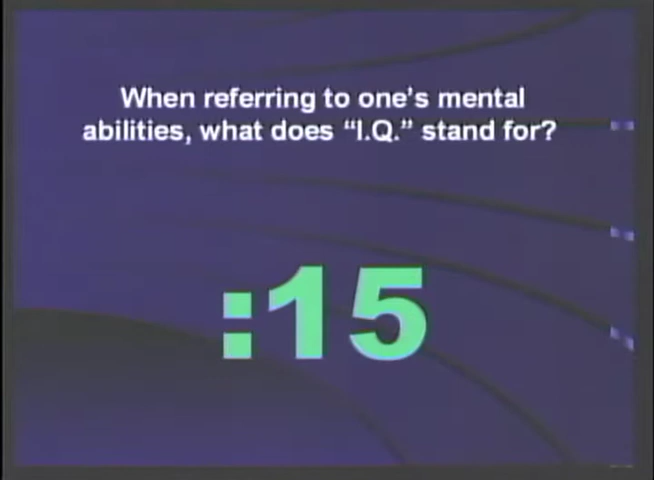 When referring to one’s mental
abilities, what does “I.Q.” stand for?
:15